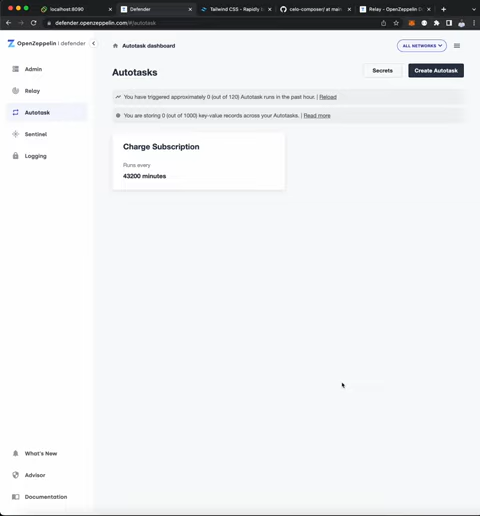 localhost:8090
Defender
Tailwind CSS - Rapidly
celo-composer/ at main
Relay - OpenZeppelin
defender.openzeppelin.com/#/autotask
OpenZeppelin | defender
Autotask dashboard
ALL NETWORKS
Admin
Relay
Autotask
Sentinel
Logging
Autotasks
Secrets
Create Autotask
You have triggered approximately 0 (out of 120) Autotask runs in the past hour. | Reload
You are storing 0 (out of 1000) key-value records across your Autotasks. | Read more
Charge Subscription
Runs every
43200 minutes
What's New
Advisor
Documentation